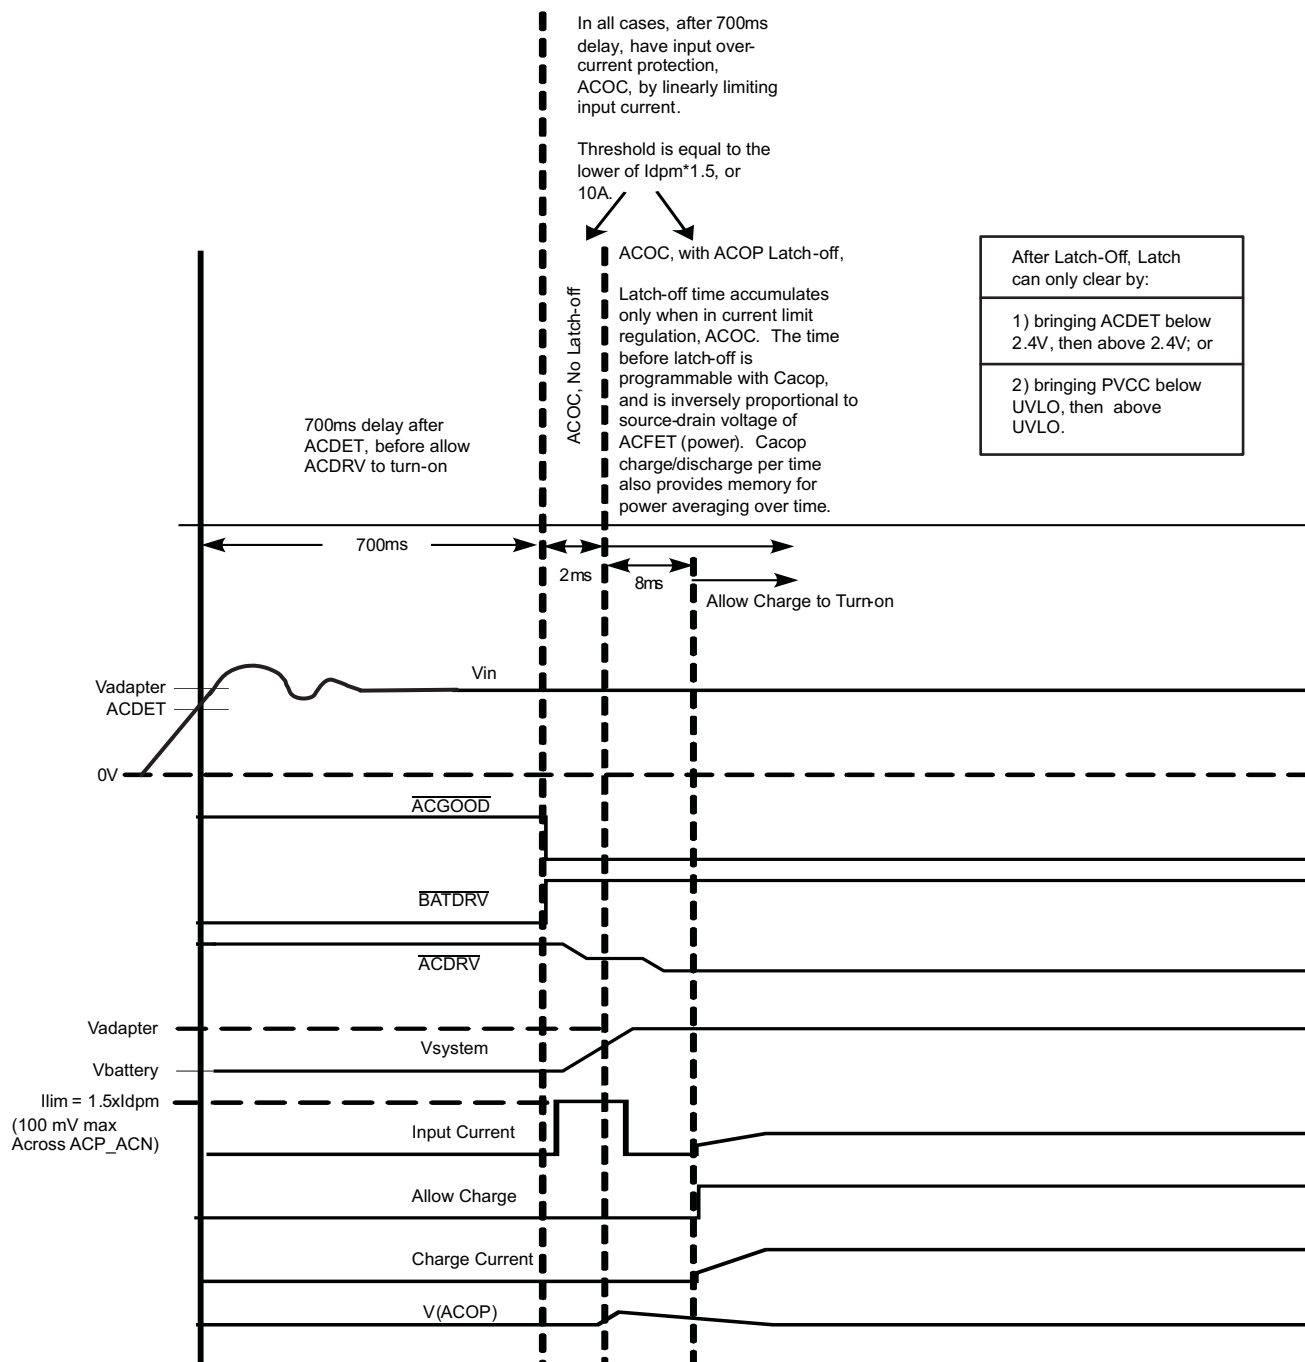 In all cases, after 700ms
delay, have input over-
current protection,
ACOC, by linearly limiting
input current.
Threshold is equal to the
lower of Idpm*1.5, or
10A.
ACOC, No Latch-off
ACOC, with ACOP Latch-off,
Latch-off time accumulates
only when in current limit
regulation, ACOC. The time
before latch-off is
programmable with Cacop,
and is inversely proportional to
source-drain voltage of
ACFET (power). Cacop
charge/discharge per time
also provides memory for
power averaging over time.
After Latch-Off, Latch
can only clear by:
1) bringing ACDET below
2.4V, then above 2.4V; or
2) bringing PVCC below
UVLO, then above
UVLO.
700ms delay after
ACDET, before allow
ACDRV to turn-on
700ms
2ms
8ms
Allow Charge to Turn-on
Vin
Vadapter
ACDET
0V
ACGOOD
BATDRV
ACDRV
Vadapter
Vsystem
Vbattery
Ilim = 1.5xIdpm
(100 mV max
Across ACP_ACN)
Input Current
Allow Charge
Charge Current
V(ACOP)